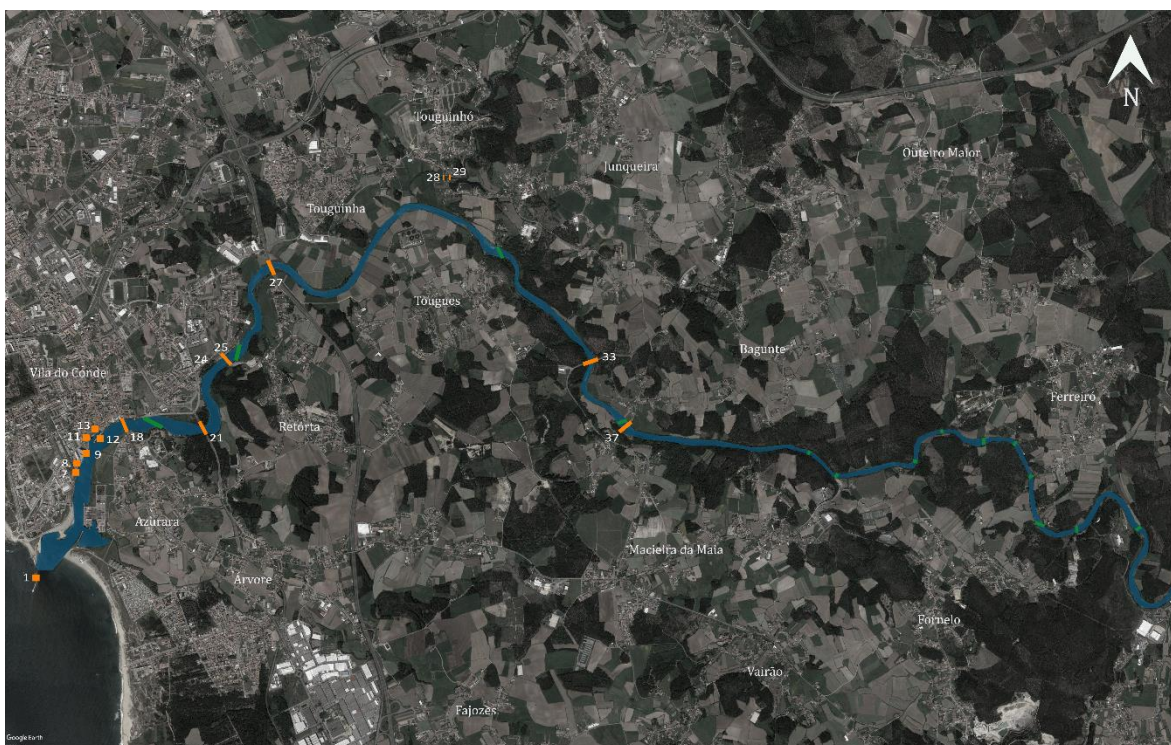 N
Touguinhó
Outeiro Maior
28
29
Junqueira
Touguinha
27
Tougues
25
24
33
Bagunte
Vila do Conde
Ferreiró
13
11
12
18
21
Retorta
37
8
9
7
Azurara
Macieira da Maia
1
Árvore
Fornelo
Vairão
Fajozes
Google Earth